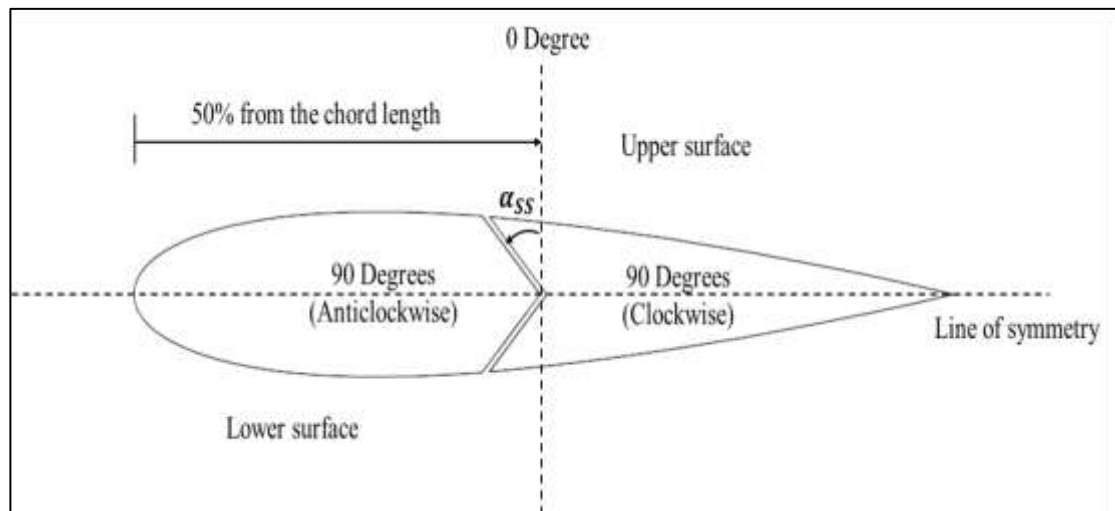 0 Degree
50% from the chord length
Upper surface
α_SS
90 Degrees
(Anticlockwise)
90 Degrees
(Clockwise)
Line of symmetry
Lower surface